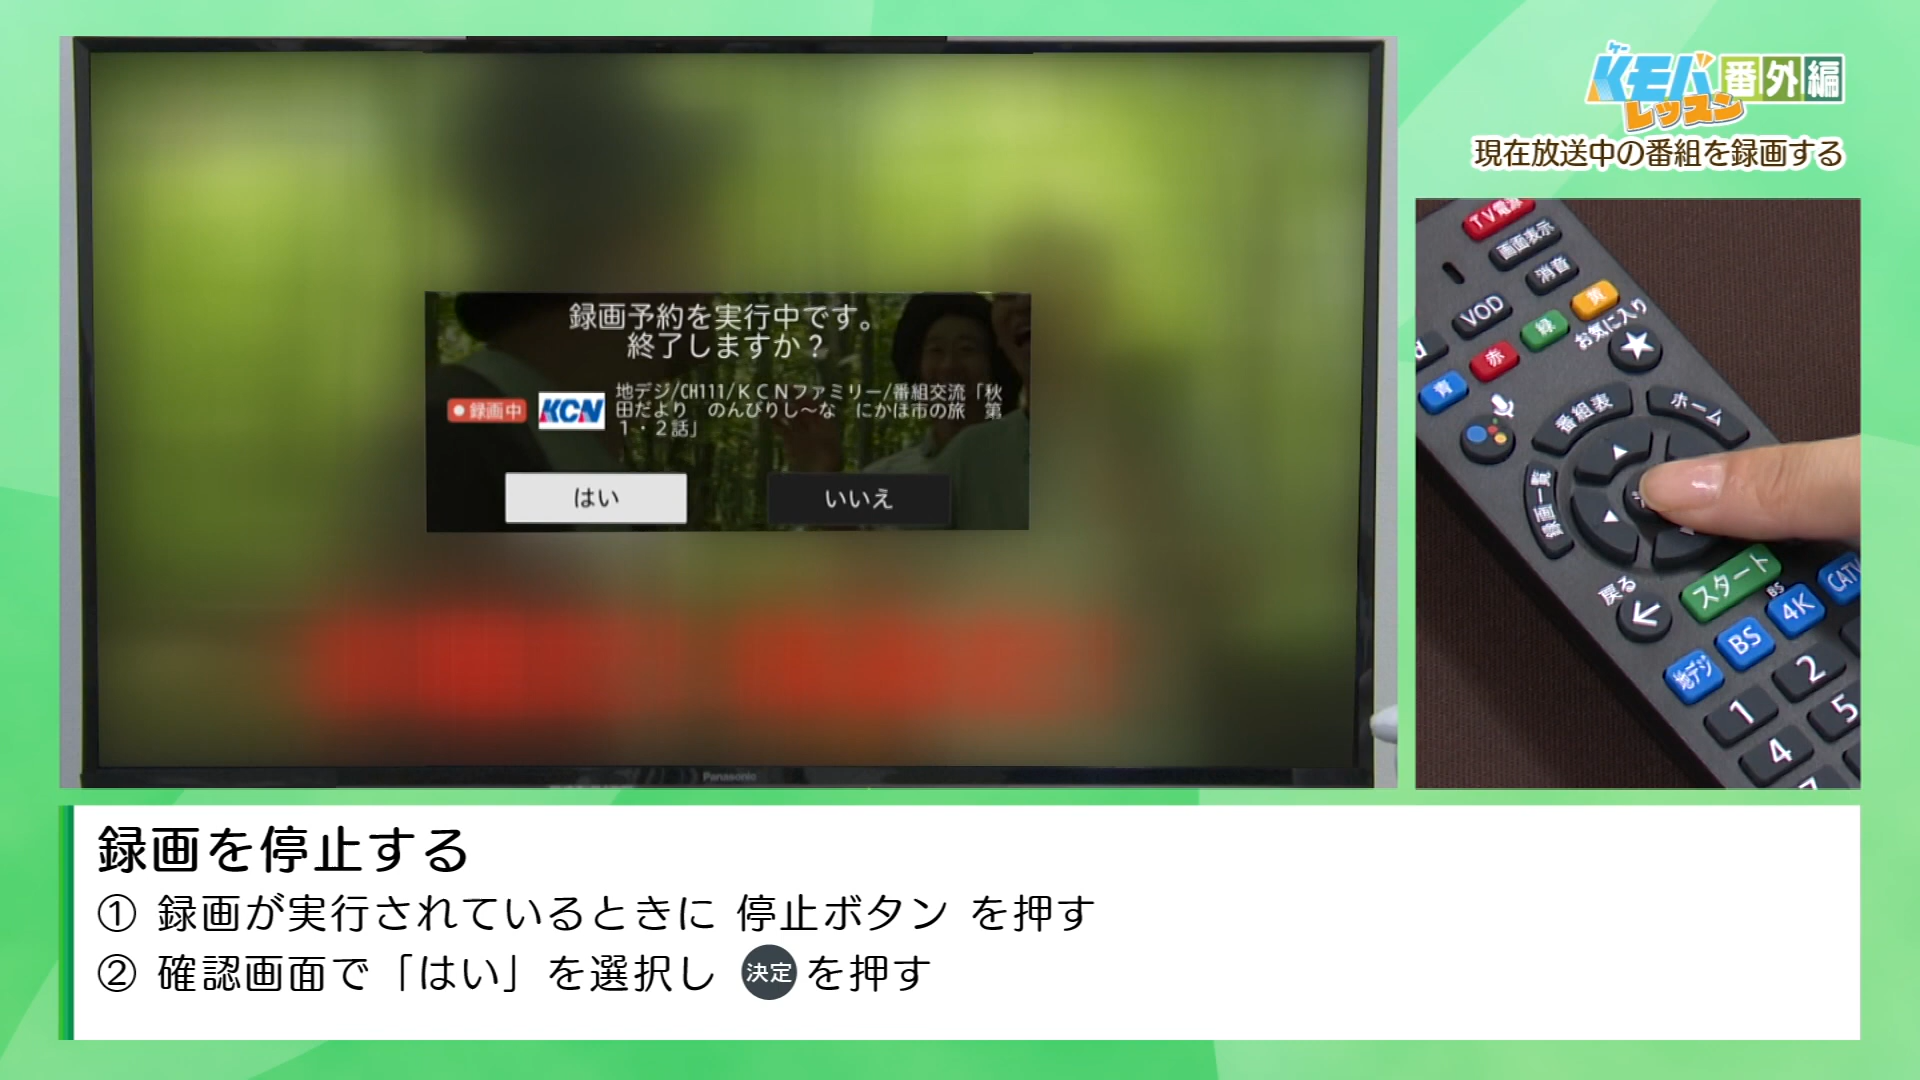 ケー
Kモバ 番外編
レッスン
現在放送中の番組を録画する
録画予約を実行中です。
終了しますか？
録画中
KCN
地デジ/CH111/KCNファミリー/番組交流「秋
田だより のんびりし～な にかほ市の旅 第
1・2話」
はい
いいえ
Panasonic
TV電源
画面表示
消音
VOD
黄
緑
赤
青
お気に入り
番組表
ホーム
録画一覧
戻る
スタート
地デジ
BS
BS
4K
CATV
1
2
4
5
7
録画を停止する
① 録画が実行されているときに 停止ボタン を押す
② 確認画面で「はい」を選択し 決定 を押す